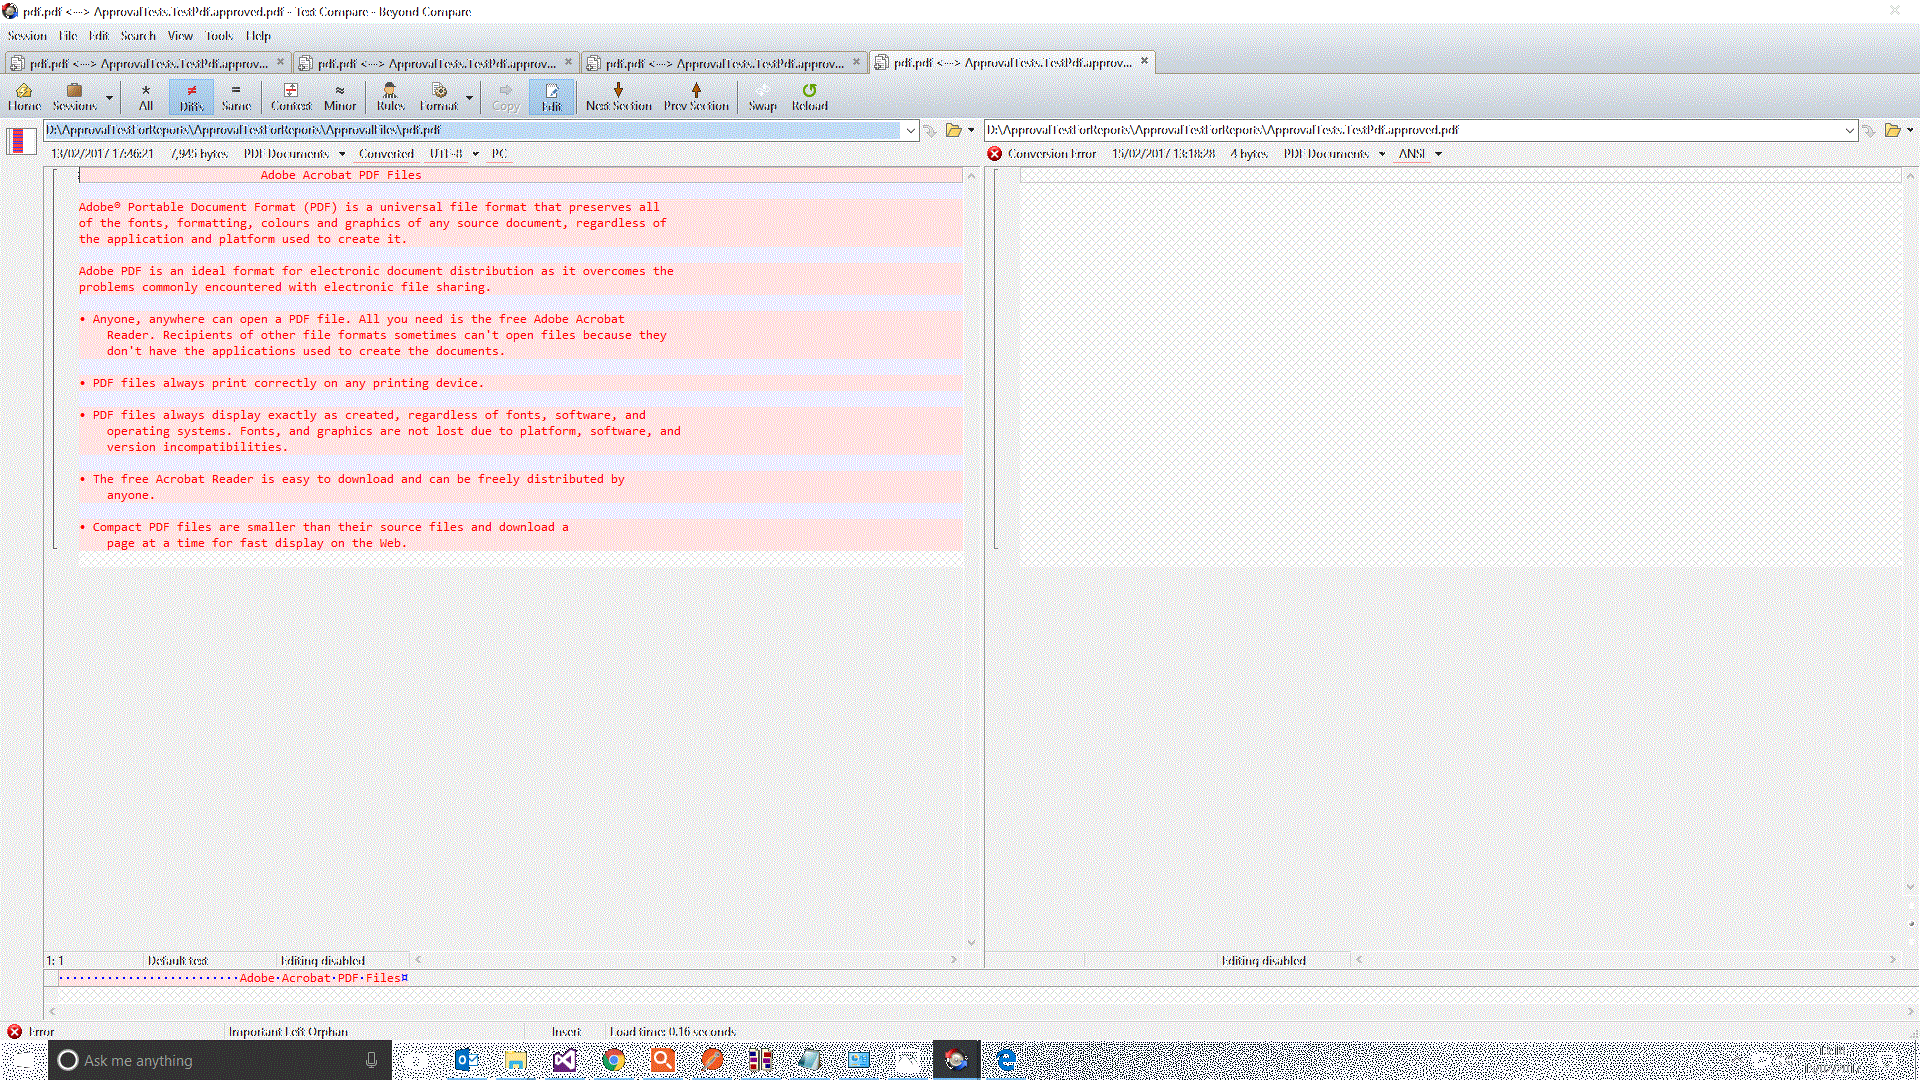 pdf.pdf <---> ApprovalTests.TestPdf.approved.pdf - Text Compare - Beyond Compare
Session File Edit Search View Tools Help
pdf.pdf <---> ApprovalTests.TestPdf.approv... pdf.pdf <---> ApprovalTests.TestPdf.approv... pdf.pdf <---> ApprovalTests.TestPdf.approv... pdf.pdf <---> ApprovalTests.TestPdf.approv...
Home Sessions All Diffs Same Context Minor Rules Format Copy Edit Next Section Prev Section Swap Reload
D:\ApprovalTestForReports\ApprovalTestForReports\ApprovalFiles\pdf.pdf D:\ApprovalTestForReports\ApprovalTestForReports\ApprovalTests.TestPdf.approved.pdf
13/02/2017 17:46:21 7,945 bytes PDF Documents Converted UTF-8 PC Conversion Error 15/02/2017 13:18:28 4 bytes PDF Documents ANSI
Adobe Acrobat PDF Files
Adobe® Portable Document Format (PDF) is a universal file format that preserves all
of the fonts, formatting, colours and graphics of any source document, regardless of
the application and platform used to create it.
Adobe PDF is an ideal format for electronic document distribution as it overcomes the
problems commonly encountered with electronic file sharing.
• Anyone, anywhere can open a PDF file. All you need is the free Adobe Acrobat
Reader. Recipients of other file formats sometimes can't open files because they
don't have the applications used to create the documents.
• PDF files always print correctly on any printing device.
• PDF files always display exactly as created, regardless of fonts, software, and
operating systems. Fonts, and graphics are not lost due to platform, software, and
version incompatibilities.
• The free Acrobat Reader is easy to download and can be freely distributed by
anyone.
• Compact PDF files are smaller than their source files and download a
page at a time for fast display on the Web.
1: 1 Default text Editing disabled Editing disabled
··························Adobe·Acrobat·PDF·Files¤
Error Important Left Orphan Insert Load time: 0.16 seconds
Ask me anything